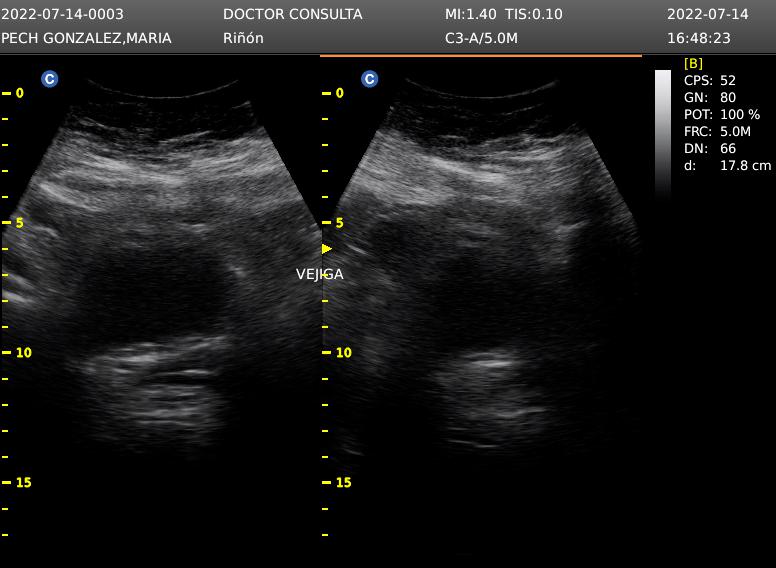 2022-07-14-0003 DOCTOR CONSULTA MI:1.40 TIS:0.10 2022-07-14
PECH GONZALEZ,MARIA Riñón C3-A/5.0M 16:48:23
[B]
CPS: 52
GN: 80
POT: 100 %
FRC: 5.0M
DN: 66
d: 17.8 cm
C C
0 0
5 5
VEJIGA
10 10
15 15